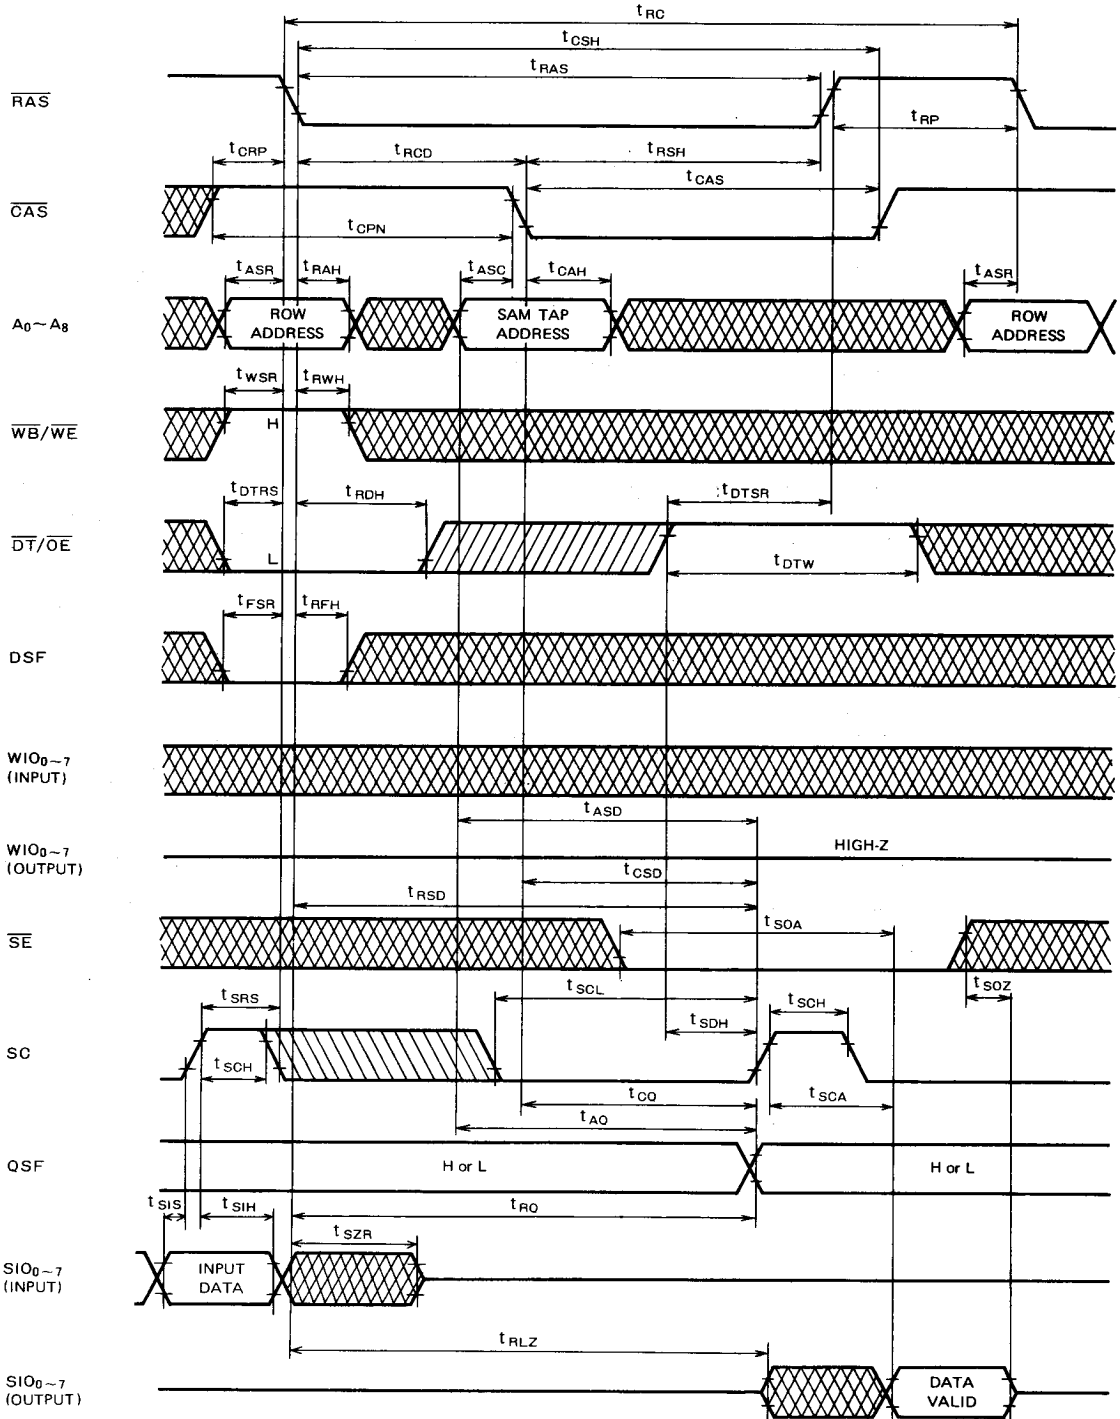 tRC
tCSH
tRAS
RAS
tRP
tCRP
tRCD
tRSH
tCAS
CAS
tCPN
tASR
tRAH
tASC
tCAH
tASR
A0~A8
ROW ADDRESS
SAM TAP ADDRESS
ROW ADDRESS
tWSR
tRWH
WB/WE
H
tDTRS
tRDH
tDTSR
DT/OE
L
tDTW
tFSR
tRFH
DSF
WIO0~7
(INPUT)
tASD
WIO0~7
(OUTPUT)
HIGH-Z
tCSD
tRSD
SE
tSOA
tSCL
tSOZ
tSRS
tSCH
tSDH
SC
tSCH
tSCA
tCQ
tAQ
QSF
H or L
H or L
tSIS
tSIH
tRQ
tSZR
SIO0~7
(INPUT)
INPUT DATA
tRLZ
SIO0~7
(OUTPUT)
DATA VALID